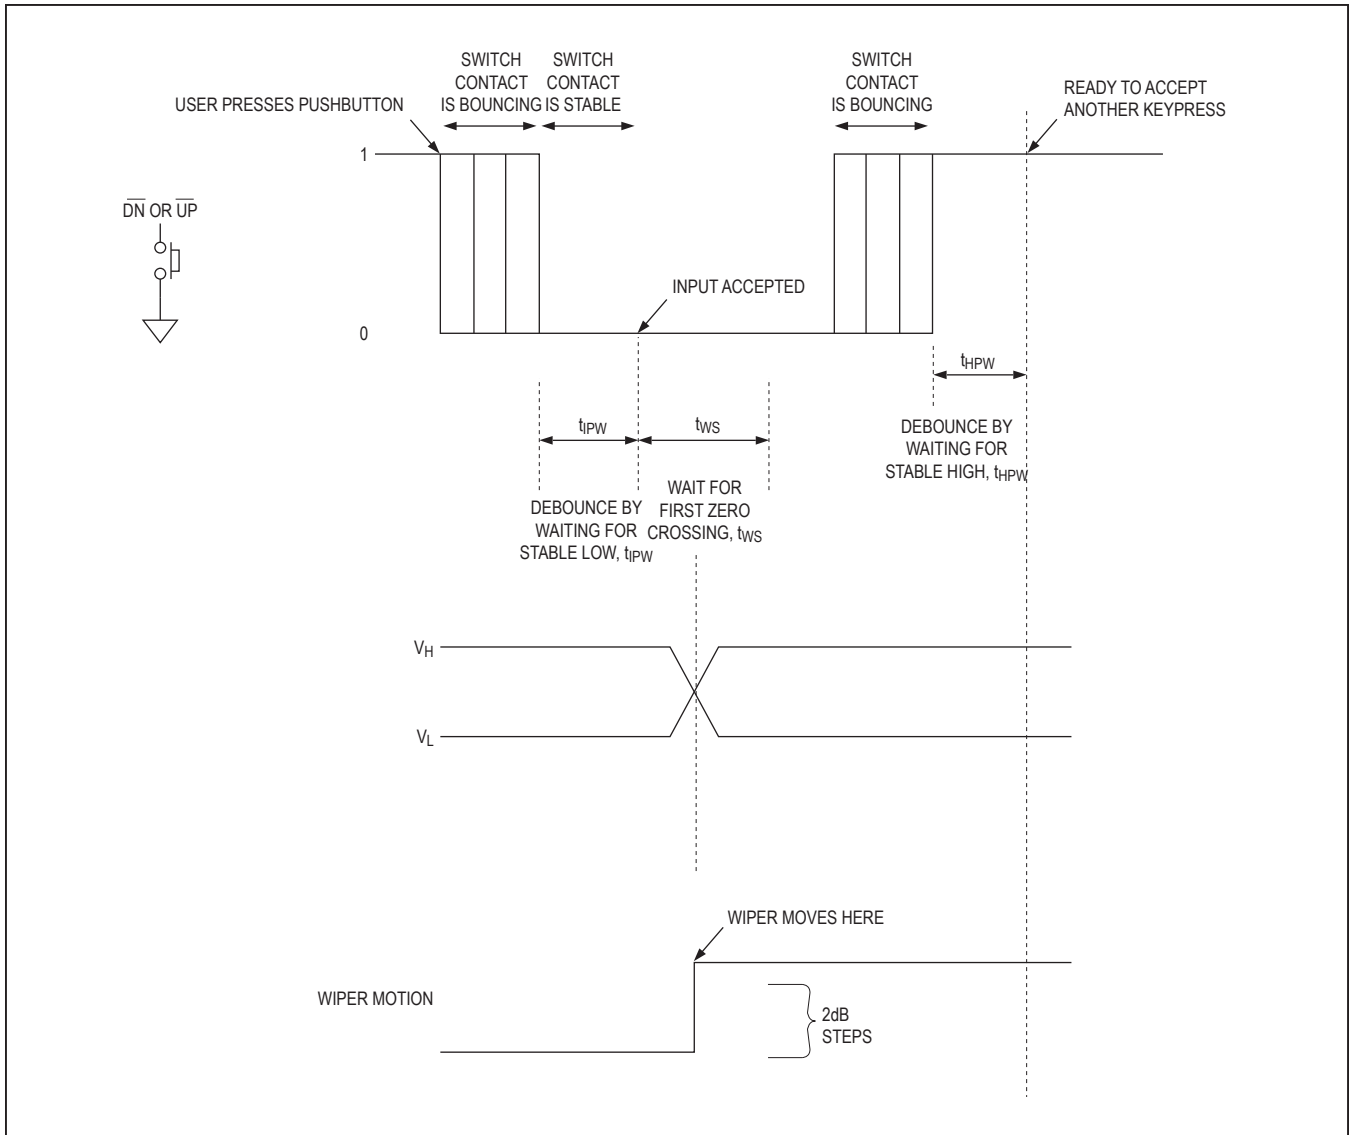 SWITCH
CONTACT
IS BOUNCING
SWITCH
CONTACT
IS STABLE
SWITCH
CONTACT
IS BOUNCING
READY TO ACCEPT
ANOTHER KEYPRESS
USER PRESSES PUSHBUTTON
1
D̅N̅ OR U̅P̅
INPUT ACCEPTED
0
tHPW
tIPW
tWS
DEBOUNCE BY
WAITING FOR
STABLE HIGH, tHPW
WAIT FOR
FIRST ZERO
CROSSING, tWS
DEBOUNCE BY
WAITING FOR
STABLE LOW, tIPW
VH
VL
WIPER MOVES HERE
WIPER MOTION
2dB
STEPS